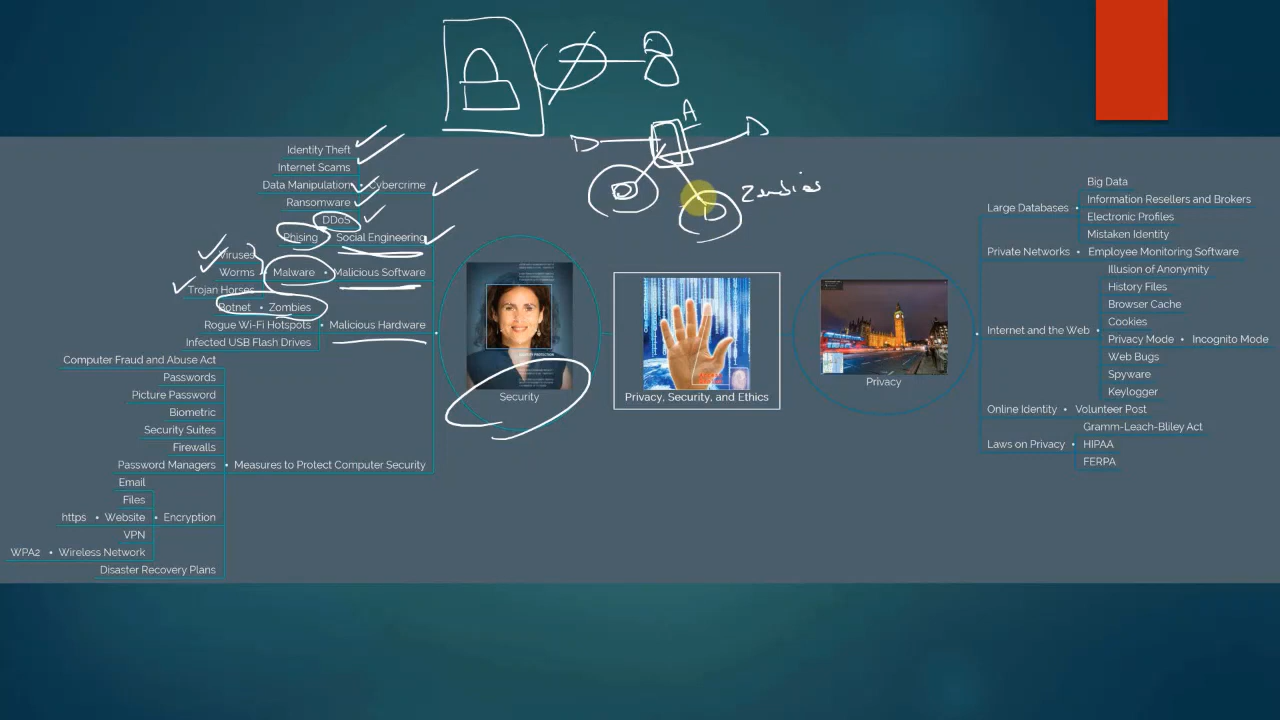 A
D
D
Zombies
Identity Theft
Internet Scams
Data Manipulation • Cybercrime
Ransomware
DDoS
Phising Social Engineering
Viruses
Worms Malware • Malicious Software
Trojan Horses
Botnet • Zombies
Rogue Wi-Fi Hotspots • Malicious Hardware
Infected USB Flash Drives
Computer Fraud and Abuse Act
Passwords
Picture Password
Biometric
Security Suites
Firewalls
Password Managers • Measures to Protect Computer Security
Email
Files
https • Website • Encryption
VPN
WPA2 • Wireless Network
Disaster Recovery Plans
Security
Privacy, Security, and Ethics
Privacy
Big Data
Large Databases • Information Resellers and Brokers
Electronic Profiles
Mistaken Identity
Private Networks • Employee Monitoring Software
Illusion of Anonymity
History Files
Browser Cache
Cookies
Internet and the Web •
Privacy Mode • Incognito Mode
Web Bugs
Spyware
Keylogger
Online Identity • Volunteer Post
Gramm-Leach-Bliley Act
Laws on Privacy • HIPAA
FERPA